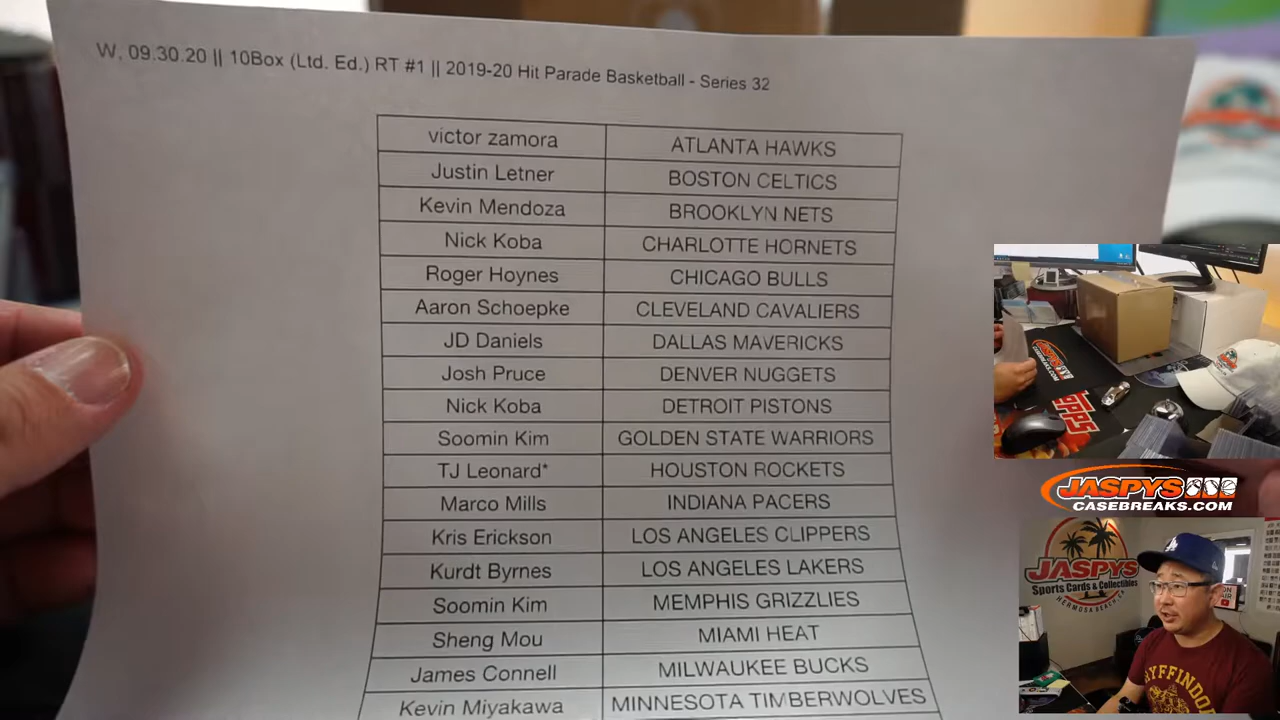 W, 09.30.20 || 10Box (Ltd. Ed.) RT #1 || 2019-20 Hit Parade Basketball - Series 32
victor zamora ATLANTA HAWKS
Justin Letner BOSTON CELTICS
Kevin Mendoza BROOKLYN NETS
Nick Koba CHARLOTTE HORNETS
Roger Hoynes CHICAGO BULLS
Aaron Schoepke CLEVELAND CAVALIERS
JD Daniels DALLAS MAVERICKS
Josh Pruce DENVER NUGGETS
Nick Koba DETROIT PISTONS
Soomin Kim GOLDEN STATE WARRIORS
TJ Leonard* HOUSTON ROCKETS
Marco Mills INDIANA PACERS
Kris Erickson LOS ANGELES CLIPPERS
Kurdt Byrnes LOS ANGELES LAKERS
Soomin Kim MEMPHIS GRIZZLIES
Sheng Mou MIAMI HEAT
James Connell MILWAUKEE BUCKS
Kevin Miyakawa MINNESOTA TIMBERWOLVES
JASPYS
CASEBREAKS.COM
JASPYS
Sports Cards & Collectibles
HERMOSA BEACH, CA
GRYFFINDOR